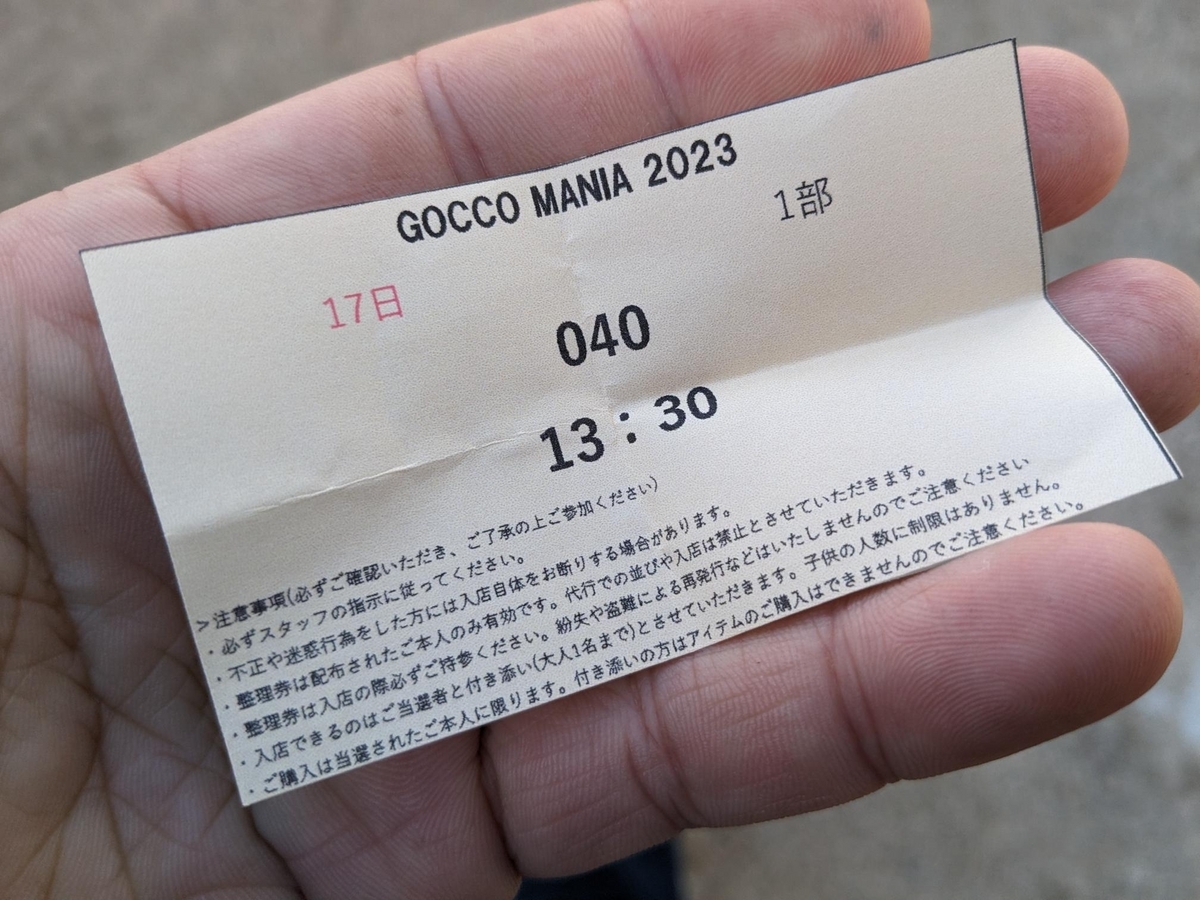 GOCCO MANIA 2023
1部
17日
040
13：30
>注意事項(必ずご確認いただき、ご了承の上ご参加ください)
・必ずスタッフの指示に従ってください。
・不正や迷惑行為をした方には入店自体をお断りする場合があります。
・整理券は配布されたご本人のみ有効です。代行での並びや入店は禁止とさせていただきます。
・整理券は入店の際必ずご持参ください。紛失や盗難による再発行などはいたしませんのでご注意ください
・入店できるのはご当選者と付き添い(大人1名まで)とさせていただきます。子供の人数に制限はありません。
・ご購入は当選されたご本人に限ります。付き添いの方はアイテムのご購入はできませんのでご注意ください。